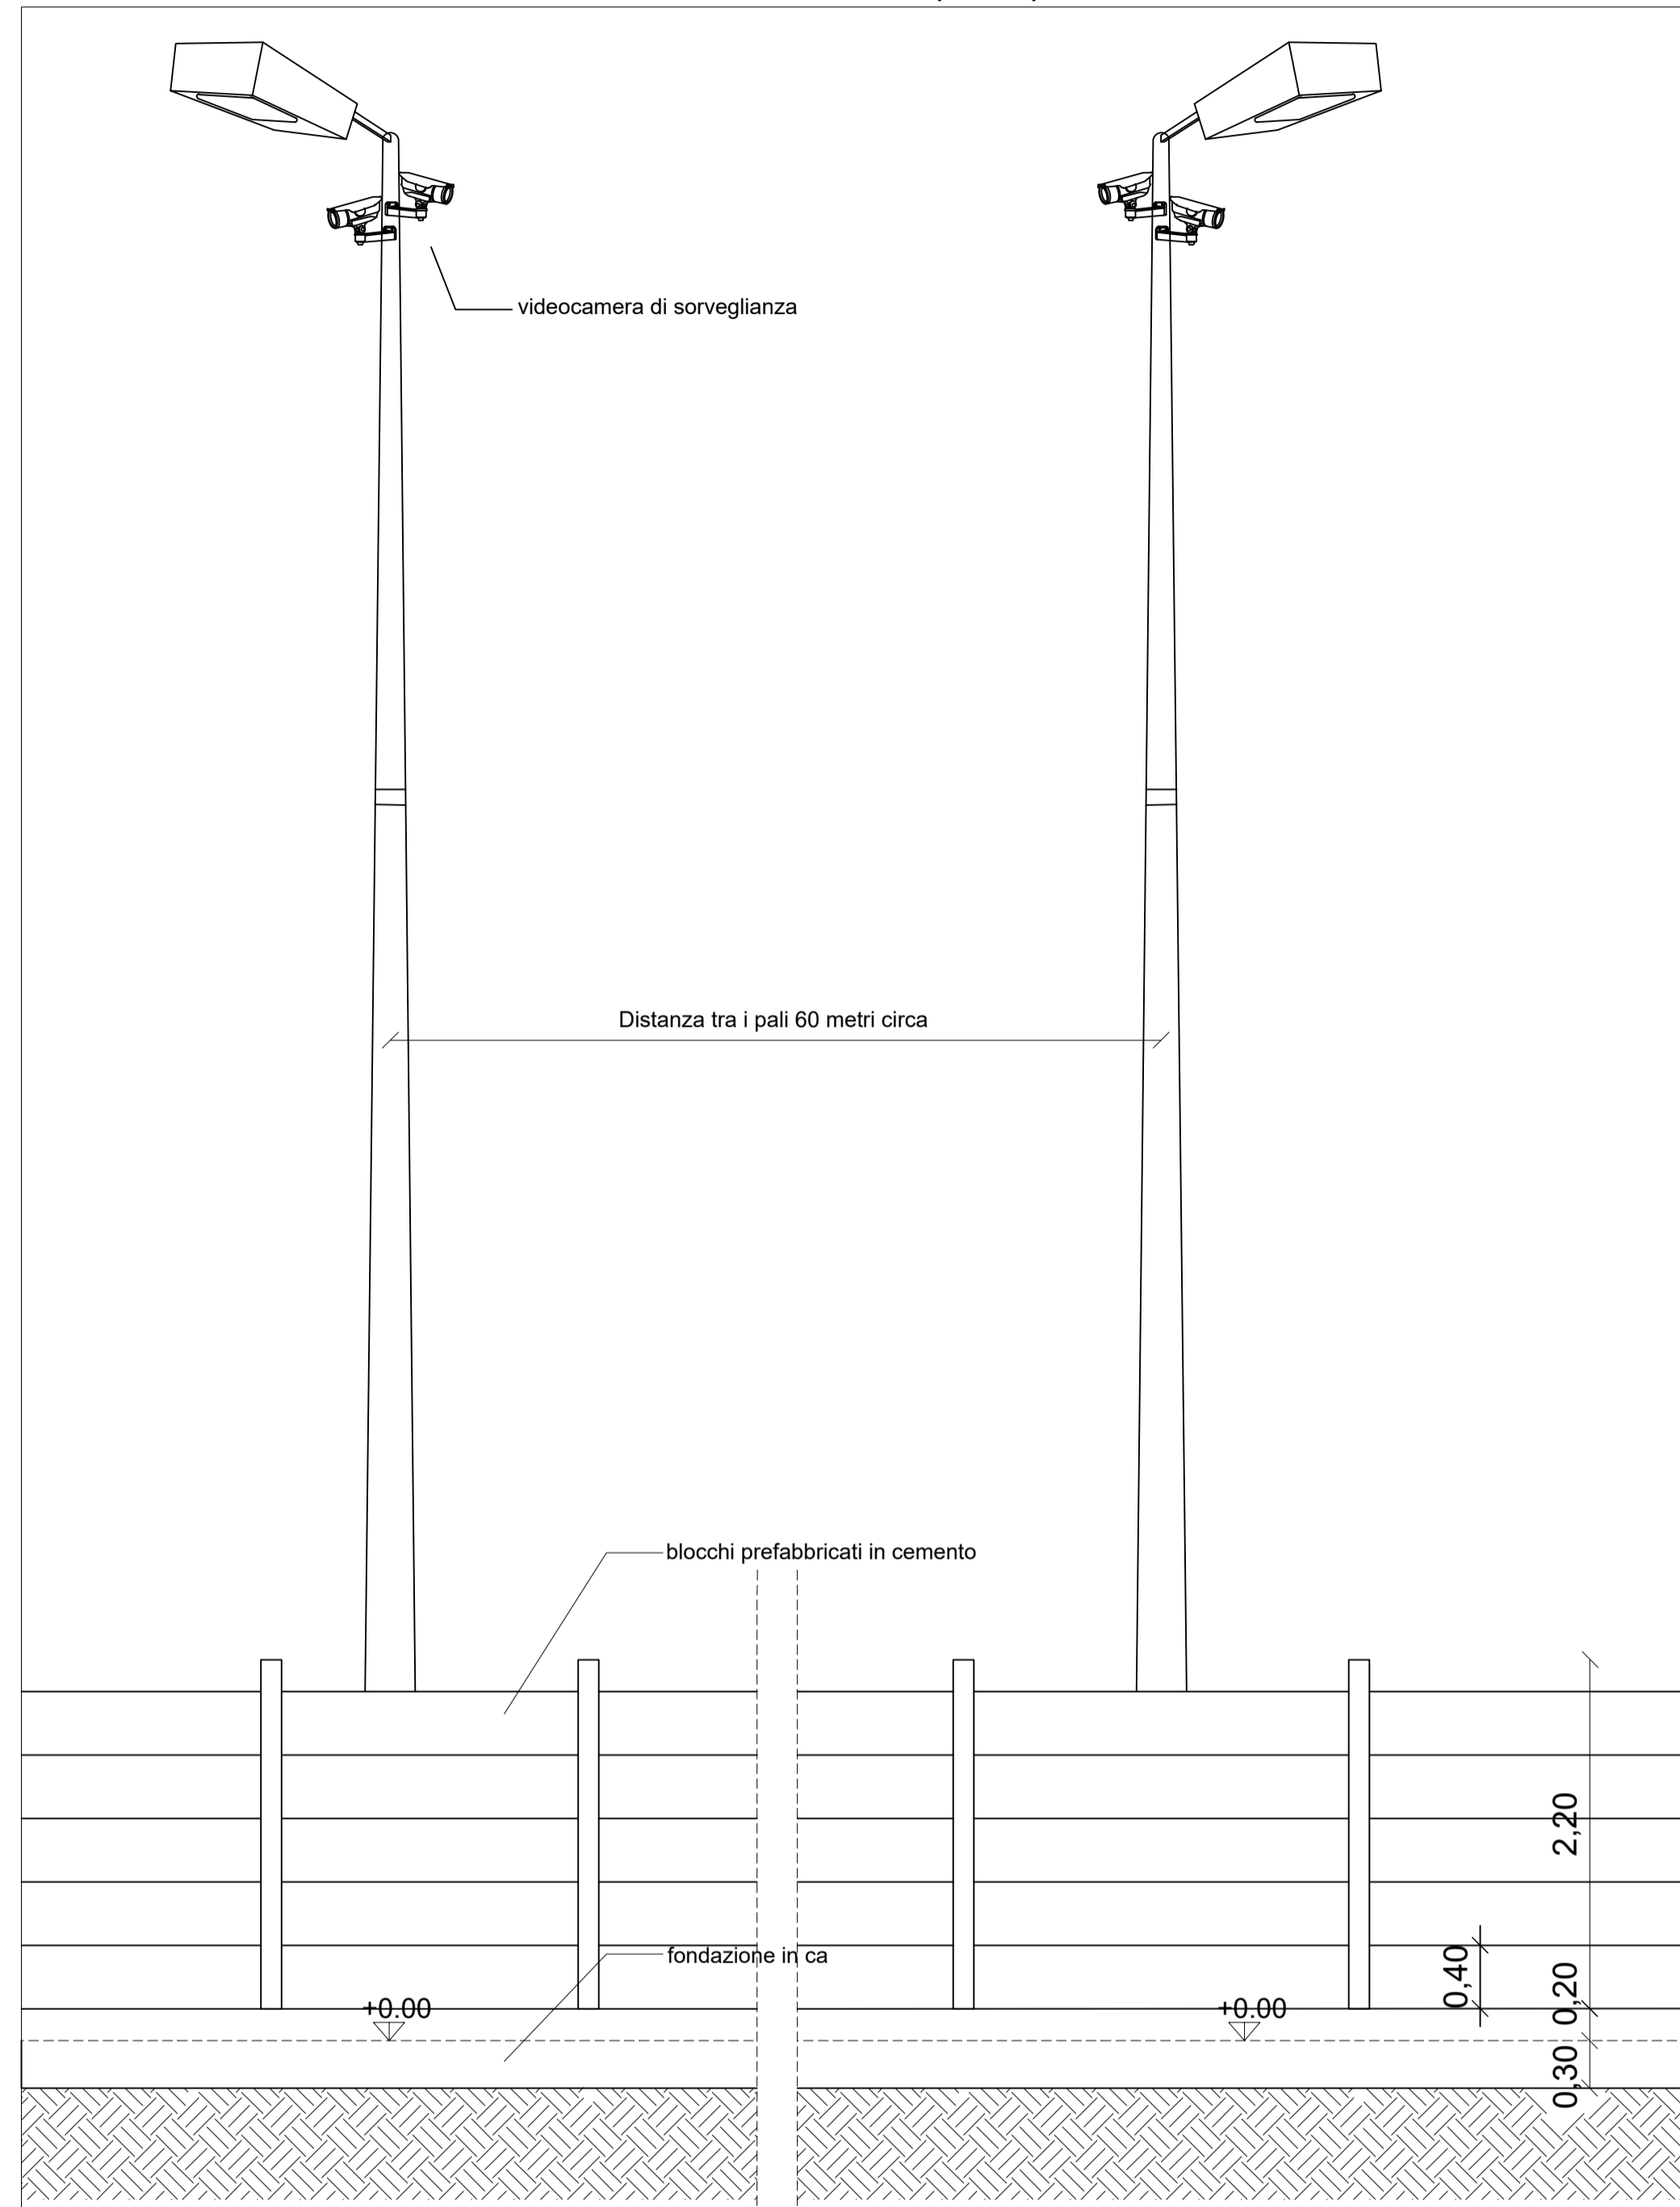 videocamera di sorveglianza
Distanza tra i pali 60 metri circa
blocchi prefabbricati in cemento
2,20
fondazione in ca
0,40
0,20
+0.00
+0.00
0,30